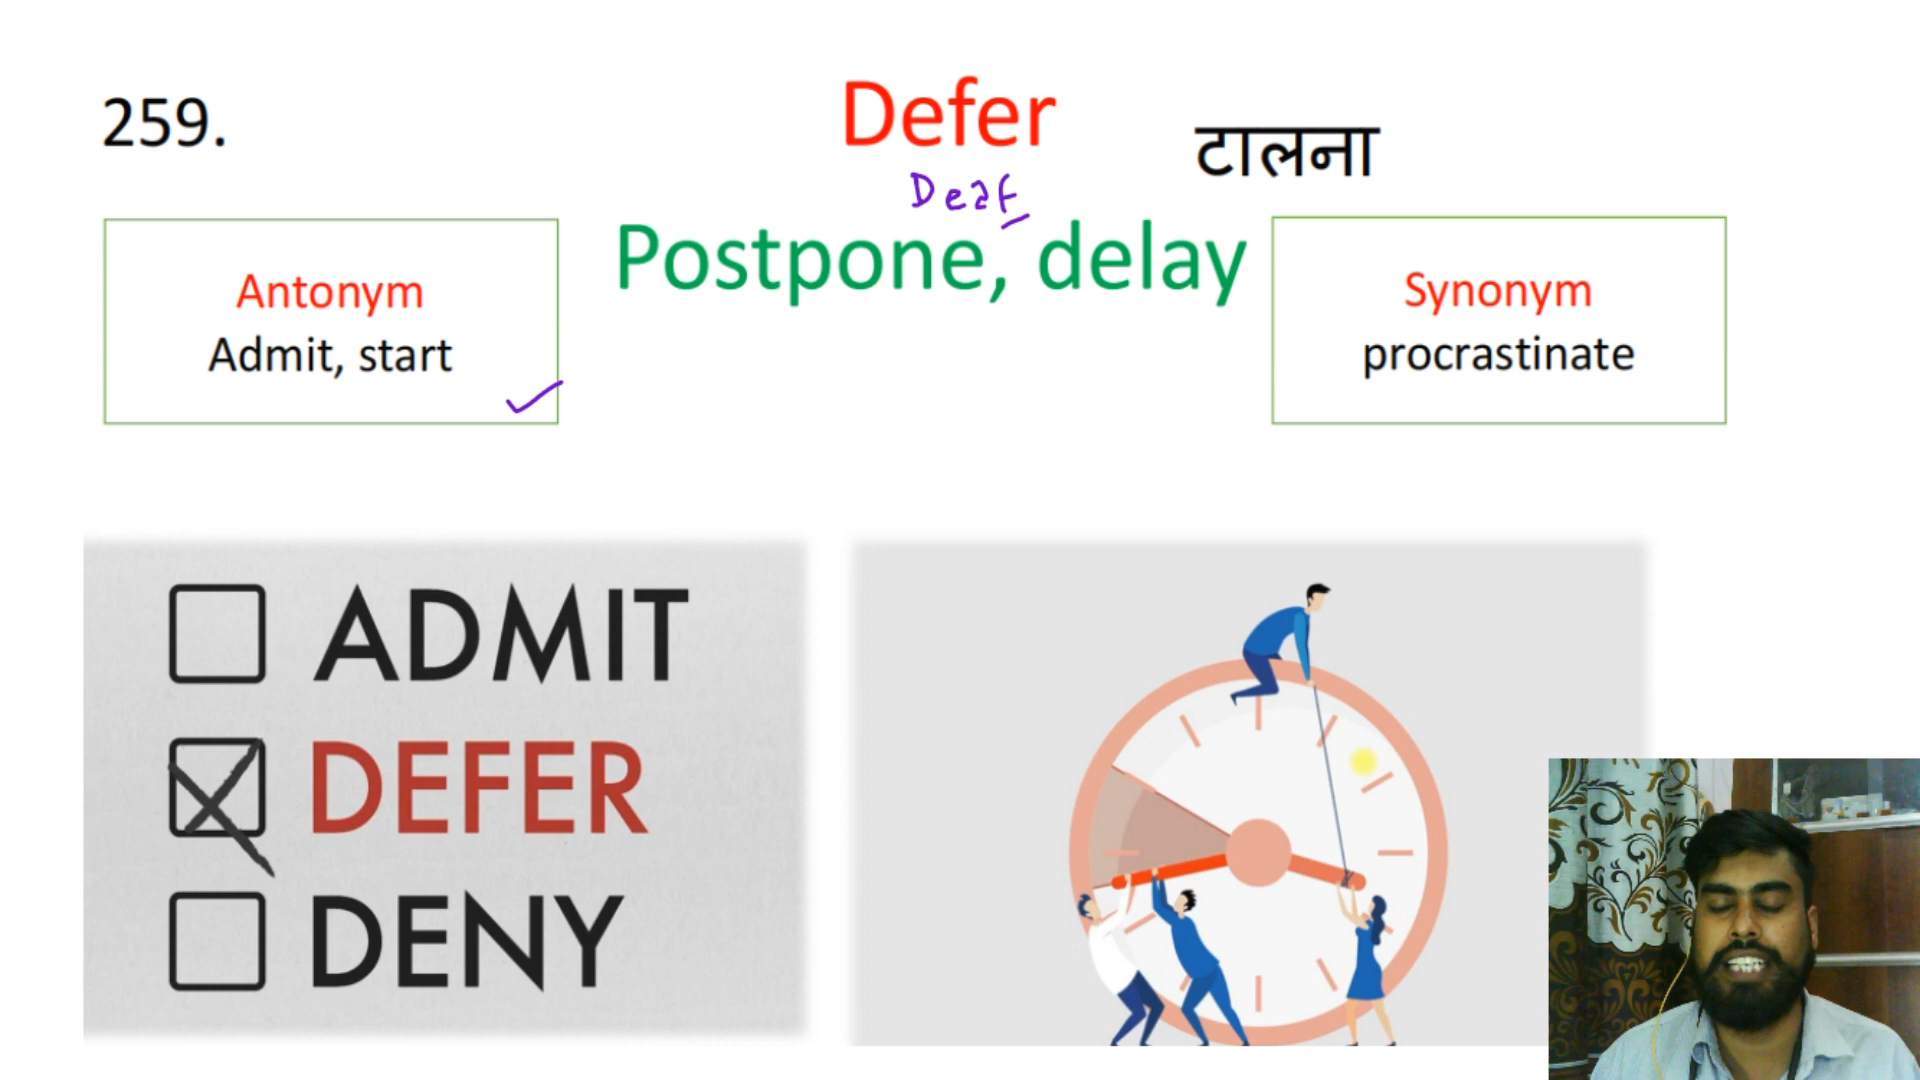 259.
Defer
टालना
Deaf
Postpone, delay
Antonym
Admit, start
Synonym
procrastinate
ADMIT
DEFER
DENY